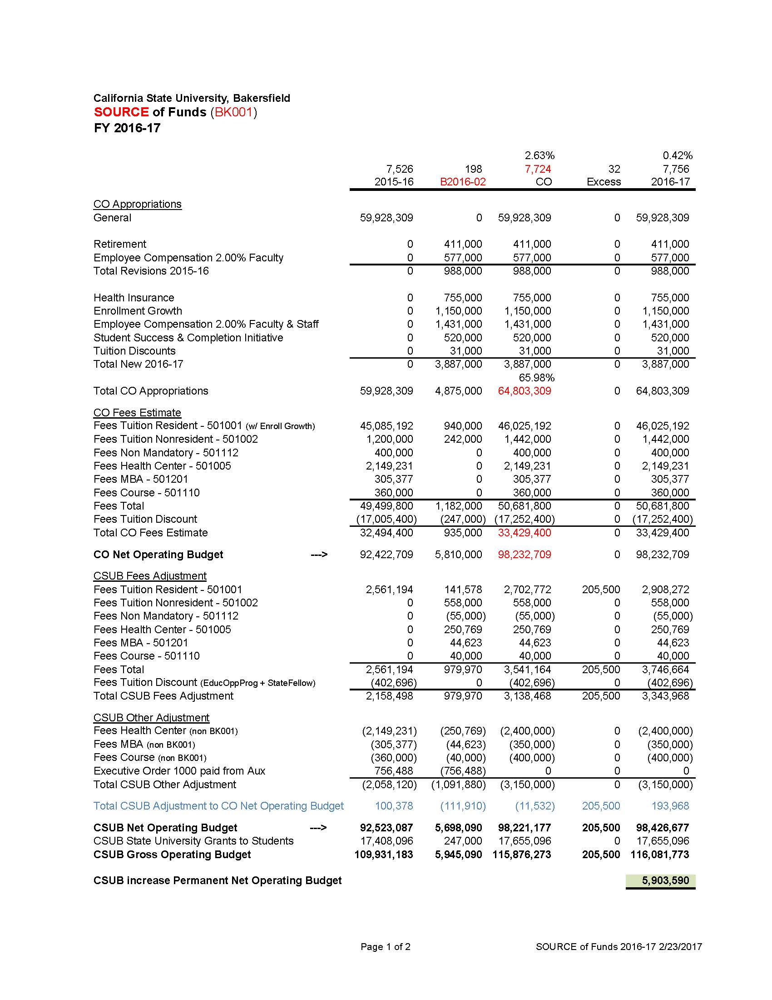 California State University, Bakersfield
SOURCE of Funds (BK001)
FY 2016-17
2.63% 0.42%
7,526 198 7,724 32 7,756
2015-16 B2016-02 CO Excess 2016-17
CO Appropriations
General 59,928,309 0 59,928,309 0 59,928,309
Retirement 0 411,000 411,000 0 411,000
Employee Compensation 2.00% Faculty 0 577,000 577,000 0 577,000
Total Revisions 2015-16 0 988,000 988,000 0 988,000
Health Insurance 0 755,000 755,000 0 755,000
Enrollment Growth 0 1,150,000 1,150,000 0 1,150,000
Employee Compensation 2.00% Faculty & Staff 0 1,431,000 1,431,000 0 1,431,000
Student Success & Completion Initiative 0 520,000 520,000 0 520,000
Tuition Discounts 0 31,000 31,000 0 31,000
Total New 2016-17 0 3,887,000 3,887,000 0 3,887,000
65.98%
Total CO Appropriations 59,928,309 4,875,000 64,803,309 0 64,803,309
CO Fees Estimate
Fees Tuition Resident - 501001 (w/ Enroll Growth) 45,085,192 940,000 46,025,192 0 46,025,192
Fees Tuition Nonresident - 501002 1,200,000 242,000 1,442,000 0 1,442,000
Fees Non Mandatory - 501112 400,000 0 400,000 0 400,000
Fees Health Center - 501005 2,149,231 0 2,149,231 0 2,149,231
Fees MBA - 501201 305,377 0 305,377 0 305,377
Fees Course - 501110 360,000 0 360,000 0 360,000
Fees Total 49,499,800 1,182,000 50,681,800 0 50,681,800
Fees Tuition Discount (17,005,400) (247,000) (17,252,400) 0 (17,252,400)
Total CO Fees Estimate 32,494,400 935,000 33,429,400 0 33,429,400
CO Net Operating Budget ---> 92,422,709 5,810,000 98,232,709 0 98,232,709
CSUB Fees Adjustment
Fees Tuition Resident - 501001 2,561,194 141,578 2,702,772 205,500 2,908,272
Fees Tuition Nonresident - 501002 0 558,000 558,000 0 558,000
Fees Non Mandatory - 501112 0 (55,000) (55,000) 0 (55,000)
Fees Health Center - 501005 0 250,769 250,769 0 250,769
Fees MBA - 501201 0 44,623 44,623 0 44,623
Fees Course - 501110 0 40,000 40,000 0 40,000
Fees Total 2,561,194 979,970 3,541,164 205,500 3,746,664
Fees Tuition Discount (EducOppProg + StateFellow) (402,696) 0 (402,696) 0 (402,696)
Total CSUB Fees Adjustment 2,158,498 979,970 3,138,468 205,500 3,343,968
CSUB Other Adjustment
Fees Health Center (non BK001) (2,149,231) (250,769) (2,400,000) 0 (2,400,000)
Fees MBA (non BK001) (305,377) (44,623) (350,000) 0 (350,000)
Fees Course (non BK001) (360,000) (40,000) (400,000) 0 (400,000)
Executive Order 1000 paid from Aux 756,488 (756,488) 0 0 0
Total CSUB Other Adjustment (2,058,120) (1,091,880) (3,150,000) 0 (3,150,000)
Total CSUB Adjustment to CO Net Operating Budget 100,378 (111,910) (11,532) 205,500 193,968
CSUB Net Operating Budget ---> 92,523,087 5,698,090 98,221,177 205,500 98,426,677
CSUB State University Grants to Students 17,408,096 247,000 17,655,096 0 17,655,096
CSUB Gross Operating Budget 109,931,183 5,945,090 115,876,273 205,500 116,081,773
CSUB increase Permanent Net Operating Budget 5,903,590
Page 1 of 2 SOURCE of Funds 2016-17 2/23/2017